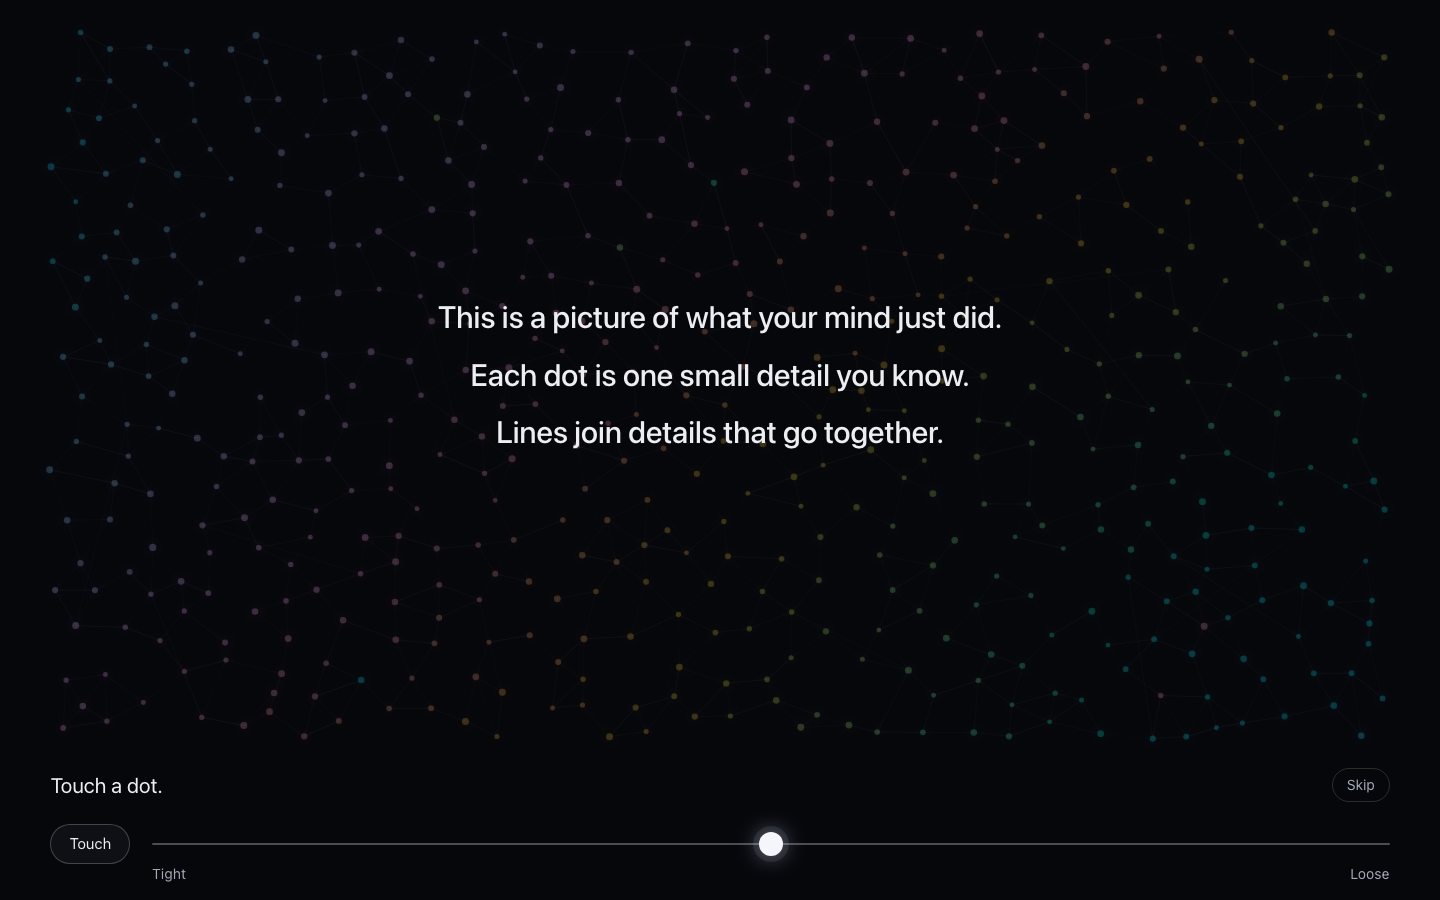 This is a picture of what your mind just did.
Each dot is one small detail you know.
Lines join details that go together.
Touch a dot.
Skip
Touch
Tight
Loose